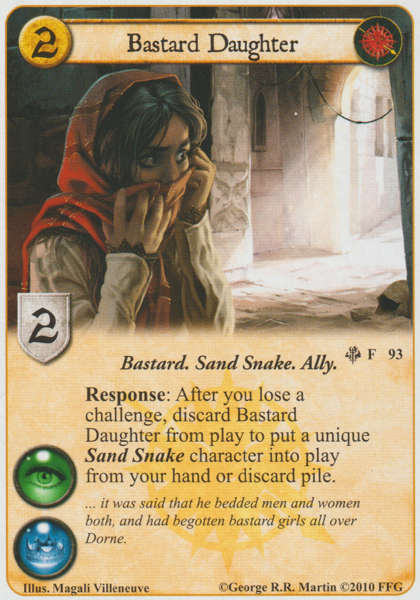 2
Bastard Daughter
2
Bastard. Sand Snake. Ally.
F 93
Response: After you lose a
challenge, discard Bastard
Daughter from play to put a unique
Sand Snake character into play
from your hand or discard pile.
... it was said that he bedded men and women
both, and had begotten bastard girls all over
Dorne.
Illus. Magali Villeneuve
©George R.R. Martin ©2010 FFG